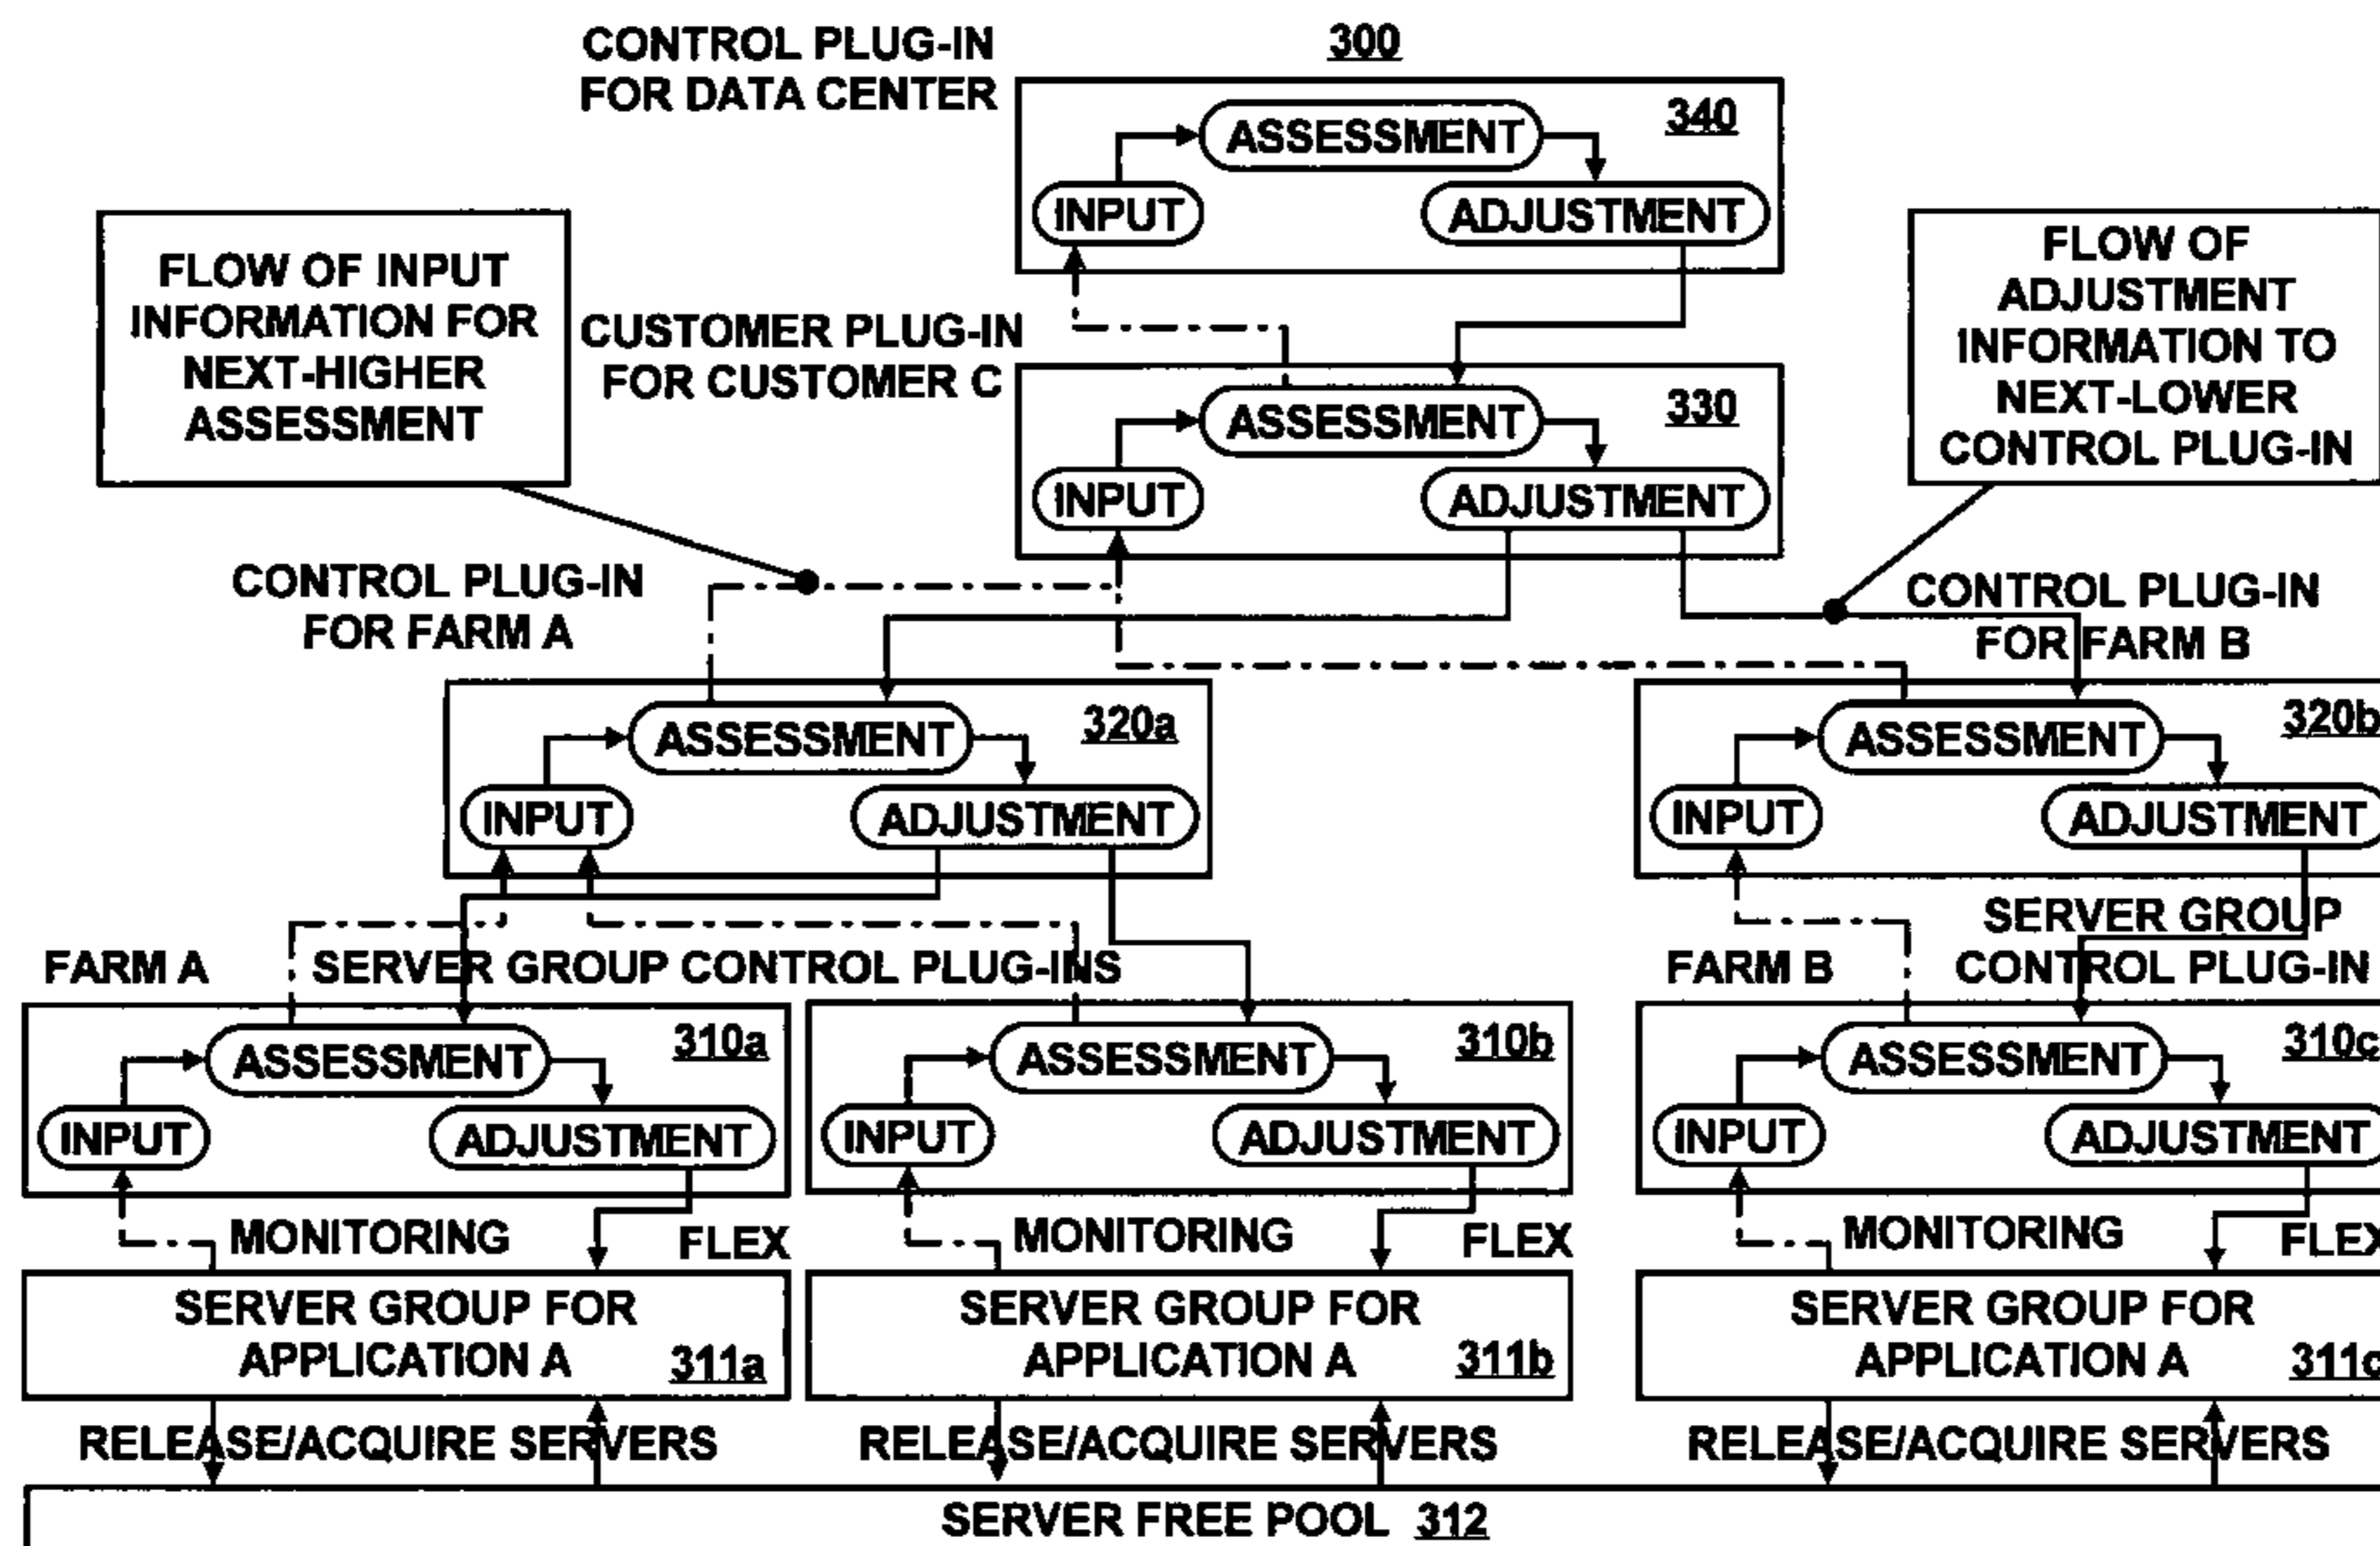 CONTROL PLUG-IN
FOR DATA CENTER
300
340
ASSESSMENT
INPUT
ADJUSTMENT
FLOW OF INPUT
INFORMATION FOR
NEXT-HIGHER
ASSESSMENT
CUSTOMER PLUG-IN
FOR CUSTOMER C
FLOW OF
ADJUSTMENT
INFORMATION TO
NEXT-LOWER
CONTROL PLUG-IN
330
ASSESSMENT
INPUT
ADJUSTMENT
CONTROL PLUG-IN
FOR FARM A
CONTROL PLUG-IN
FOR FARM B
320a
ASSESSMENT
INPUT
ADJUSTMENT
320b
ASSESSMENT
INPUT
ADJUSTMENT
FARM A
SERVER GROUP CONTROL PLUG-INS
FARM B
SERVER GROUP
CONTROL PLUG-IN
310a
ASSESSMENT
INPUT
ADJUSTMENT
310b
ASSESSMENT
INPUT
ADJUSTMENT
310c
ASSESSMENT
INPUT
ADJUSTMENT
MONITORING
FLEX
MONITORING
FLEX
MONITORING
FLEX
SERVER GROUP FOR
APPLICATION A
311a
SERVER GROUP FOR
APPLICATION A
311b
SERVER GROUP FOR
APPLICATION A
311c
RELEASE/ACQUIRE SERVERS
RELEASE/ACQUIRE SERVERS
RELEASE/ACQUIRE SERVERS
SERVER FREE POOL 312